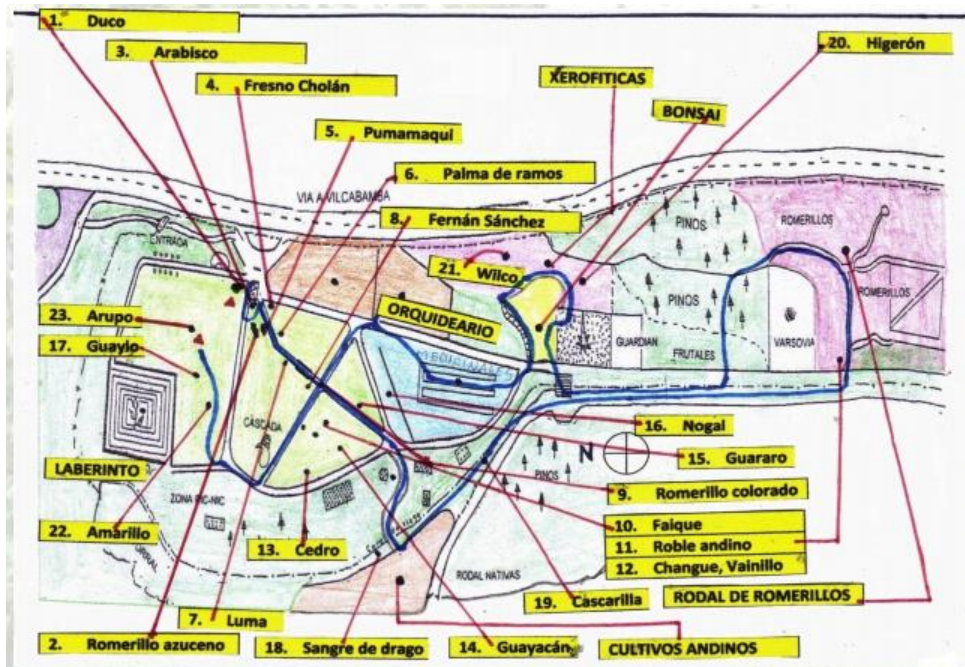 1. Duco
3. Arabisco
4. Fresno Cholán
5. Pumamaqui
6. Palma de ramos
8. Fernán Sánchez
20. Higerón
XEROFITICAS
BONSAI
VIA A VILCABAMBA
ENTRADA
21. Wilco
PINOS
ROMERILLOS
ORQUIDEARIO
PINOS
ROMERILLOS
23. Arupo
17. Guaylo
MEDICINALES
GUARDIAN
FRUTALES
VARSOVIA
CASCADA
LABERINTO
ZONA PIC-NIC
16. Nogal
15. Guararo
N
PINOS
9. Romerillo colorado
10. Faique
11. Roble andino
12. Changue, Vainillo
22. Amarillo
13. Cedro
RODAL NATIVAS
19. Cascarilla
RODAL DE ROMERILLOS
7. Luma
2. Romerillo azuceno
18. Sangre de drago
14. Guayacán
CULTIVOS ANDINOS